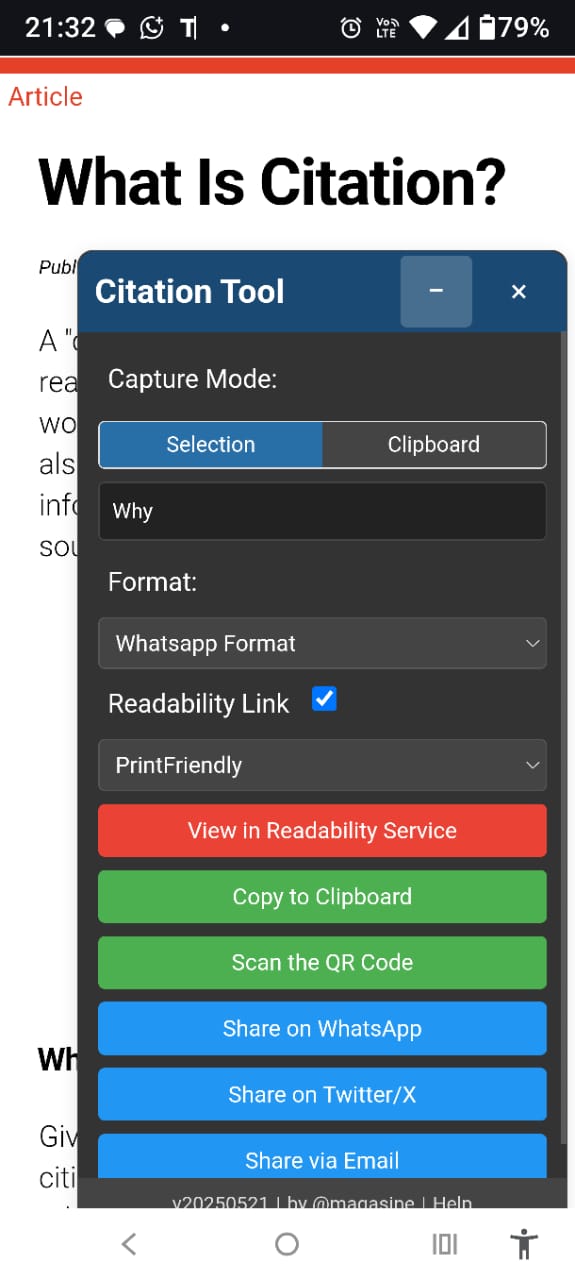 21:32 79%
VoD LTE
Article
What Is Citation?
Publ
Citation Tool − ×
A "c
Capture Mode:
rea
wo
Selection Clipboard
als
info
Why
sou
Format:
Whatsapp Format
Readability Link
PrintFriendly
View in Readability Service
Copy to Clipboard
Scan the QR Code
Share on WhatsApp
Wh
Share on Twitter/X
Giv
Share via Email
citi
v20250521 | by @magasine | Help